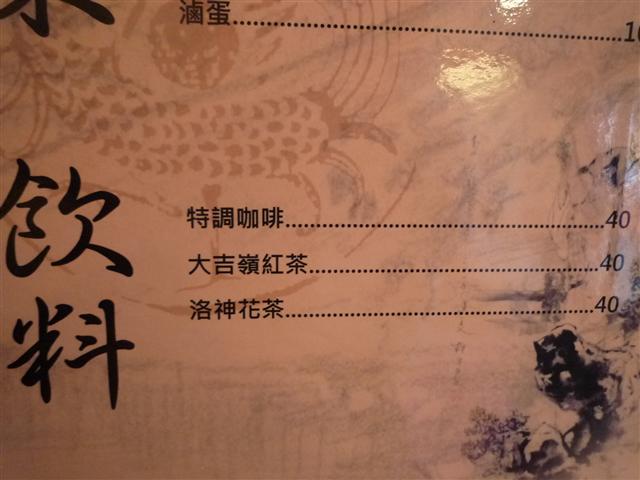 滷蛋
飲料
特調咖啡........................................40
大吉嶺紅茶....................................40
洛神花茶........................................40